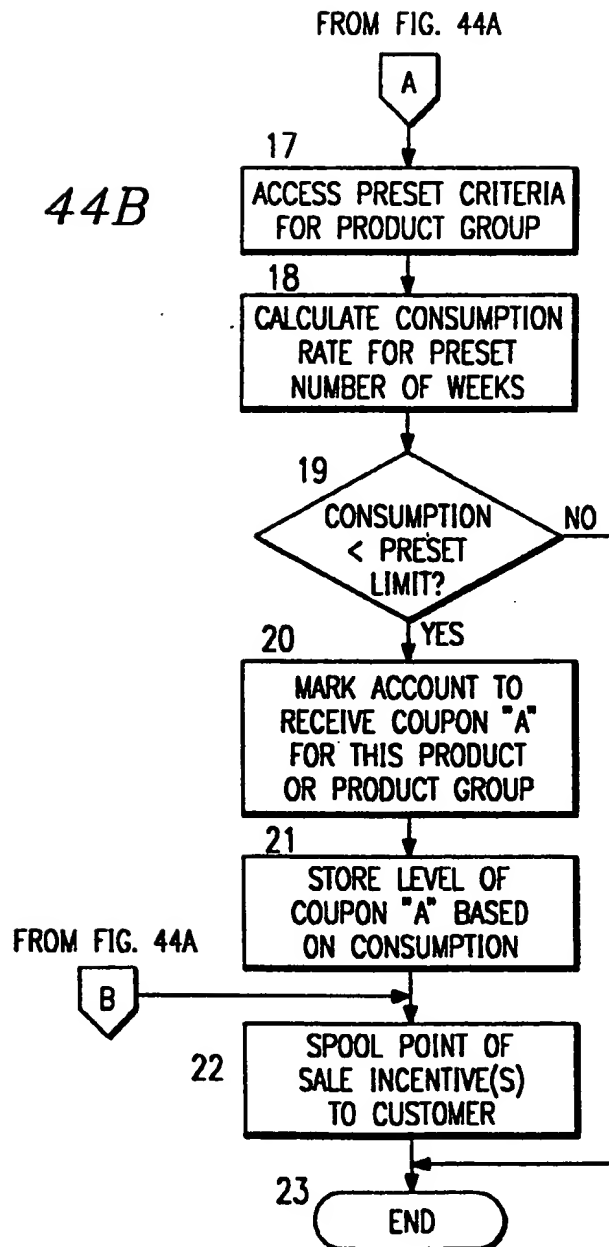 FROM FIG. 44A
A
17
44B
ACCESS PRESET CRITERIA
FOR PRODUCT GROUP
18
CALCULATE CONSUMPTION
RATE FOR PRESET
NUMBER OF WEEKS
19
CONSUMPTION
< PRESET
LIMIT?
NO
YES
20
MARK ACCOUNT TO
RECEIVE COUPON "A"
FOR THIS PRODUCT
OR PRODUCT GROUP
21
STORE LEVEL OF
COUPON "A" BASED
ON CONSUMPTION
FROM FIG. 44A
B
22
SPOOL POINT OF
SALE INCENTIVE(S)
TO CUSTOMER
23
END